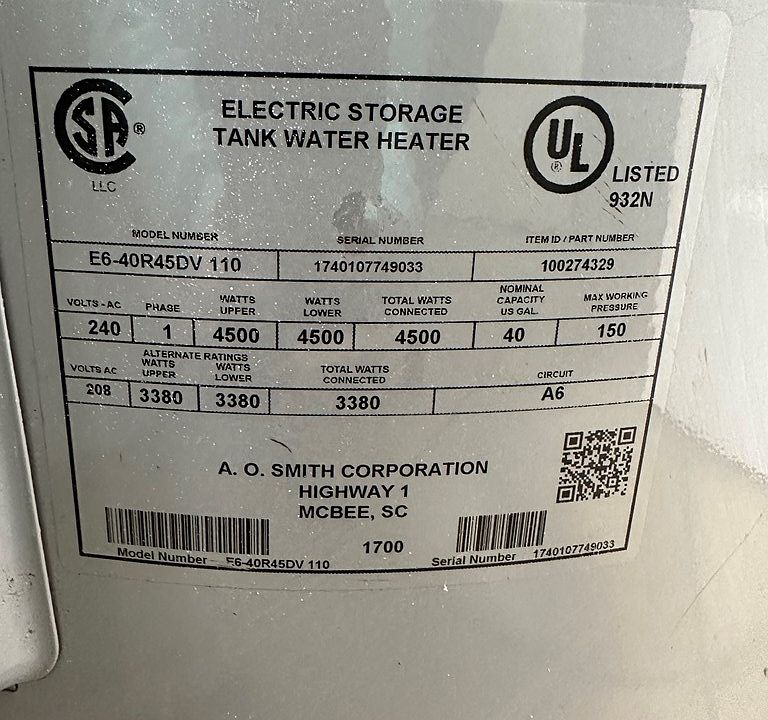 CSA ®
LLC
ELECTRIC STORAGE
TANK WATER HEATER
UL ®
LISTED
932N
MODEL NUMBER SERIAL NUMBER ITEM ID / PART NUMBER
E6-40R45DV 110 1740107749033 100274329
VOLTS - AC PHASE WATTS UPPER WATTS LOWER TOTAL WATTS CONNECTED NOMINAL CAPACITY US GAL. MAX WORKING PRESSURE
240 1 4500 4500 4500 40 150
ALTERNATE RATINGS
VOLTS AC WATTS UPPER WATTS LOWER TOTAL WATTS CONNECTED CIRCUIT
208 3380 3380 3380 A6
A. O. SMITH CORPORATION
HIGHWAY 1
MCBEE, SC
1700
Model Number E6-40R45DV 110 Serial Number 1740107749033